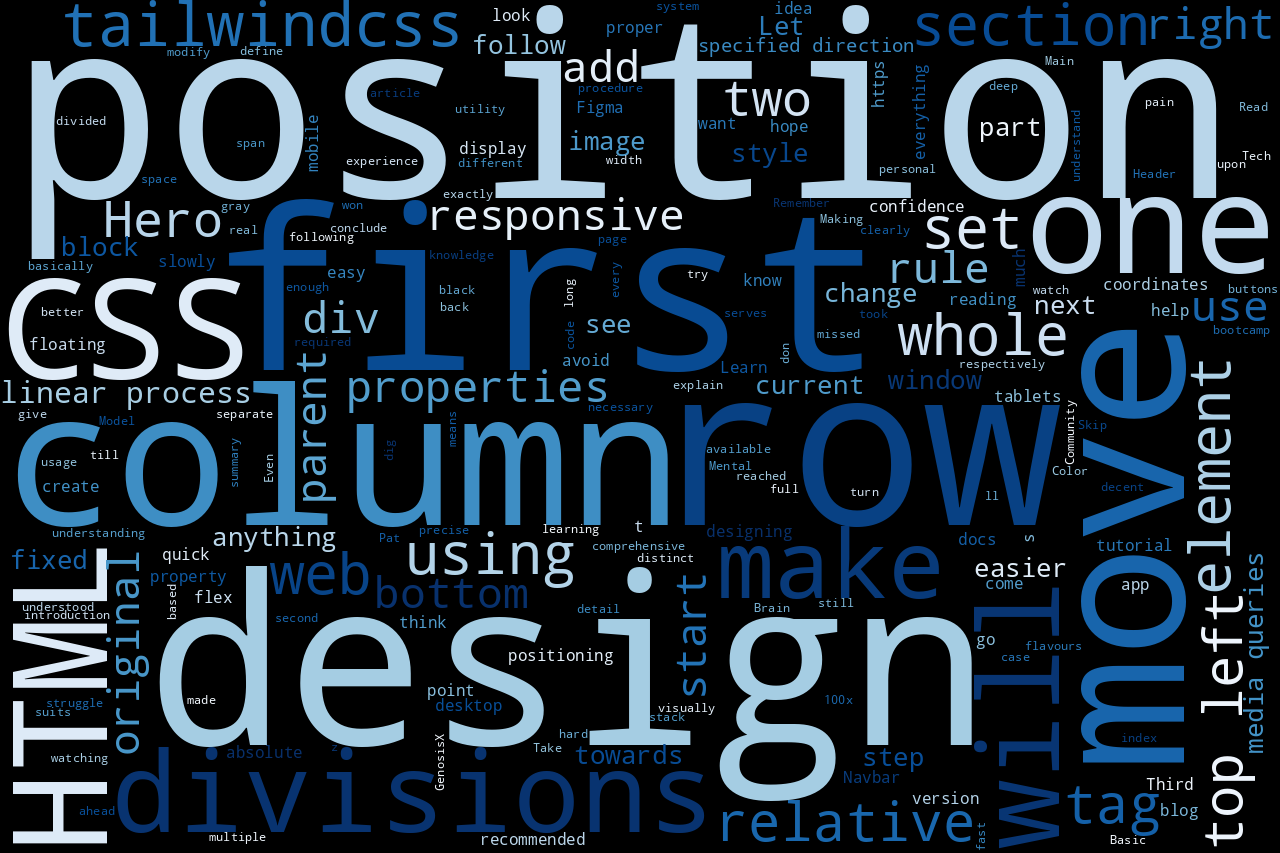 position
first
design
column
row
move
one
css
HTML
divisions
will
make
tailwindcss
section
right
look
system
idea
Let
proper
follow
modify
define
specified direction
add
two
https
Main
deep
everything
procedure
article
utility
Figma
want
hope
image
style
part
pain
Read
divided
span
mobile
experience
display
different
width
understand
Header
upon
Tech
personal
space
exactly
Hero
gray
won
real
conclude
following
responsive
Remember
Making
confidence
clearly
set
block
basically
slowly
knowledge
page
rule
much
enough
easy
every
try
know
long
black
back
change
reading
watch
coordinates
buttons
next
help
use
better
floating
div
required
code
see
serves
took
missed
whole
bootcamp
avoid
Learn
don
respectively
linear process
parent
properties
explain
current
window
tablets
element
give
Model
separate
necessary
Skip
Community
till
summary
Even
means
dig
available
Mental
reached
full
turn
Color
usage
create
ll
decent
understanding
anything
Pat
precise
learning
t
designing
docs
s
fixed
original
quick
web
using
comprehensive
distinct
easier
tutorial
property
based
flex
bottom
start
come
app
understood
introduction
second
think
detail
Brain
still
media queries
top left
go
flavours
case
positioning
point
desktop
made
struggle
suits
stack
visually
100x
index
watching
absolute
z
GenosisX
hard
Take
towards
step
Navbar
Third
ahead
relative
version
fast
tag
blog
multiple
recommended
Basic